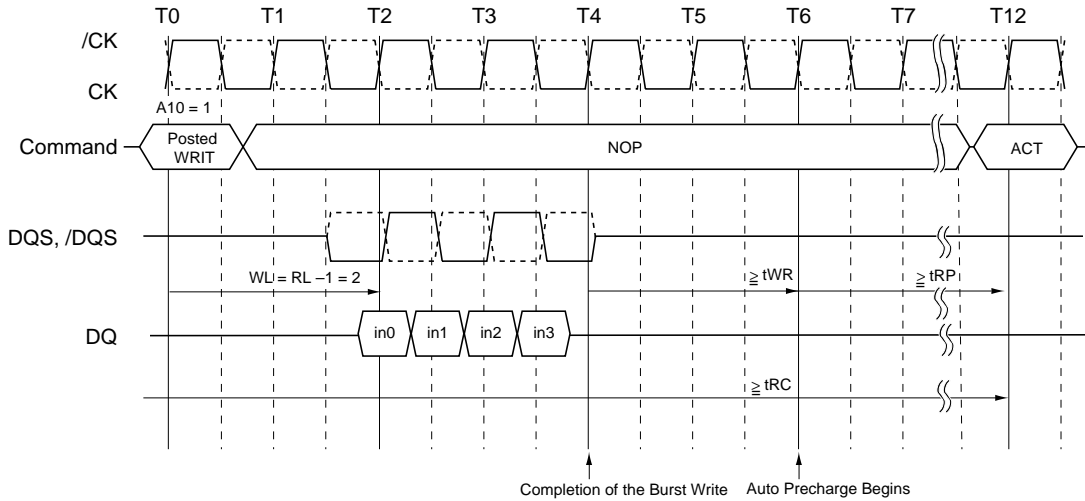 T0 T1 T2 T3 T4 T5 T6 T7 T12
/CK
CK
A10 = 1
Command
Posted
WRIT
NOP
ACT
DQS, /DQS
WL = RL –1 = 2
≧ tWR
≧ tRP
DQ
in0 in1 in2 in3
≧ tRC
Completion of the Burst Write
Auto Precharge Begins